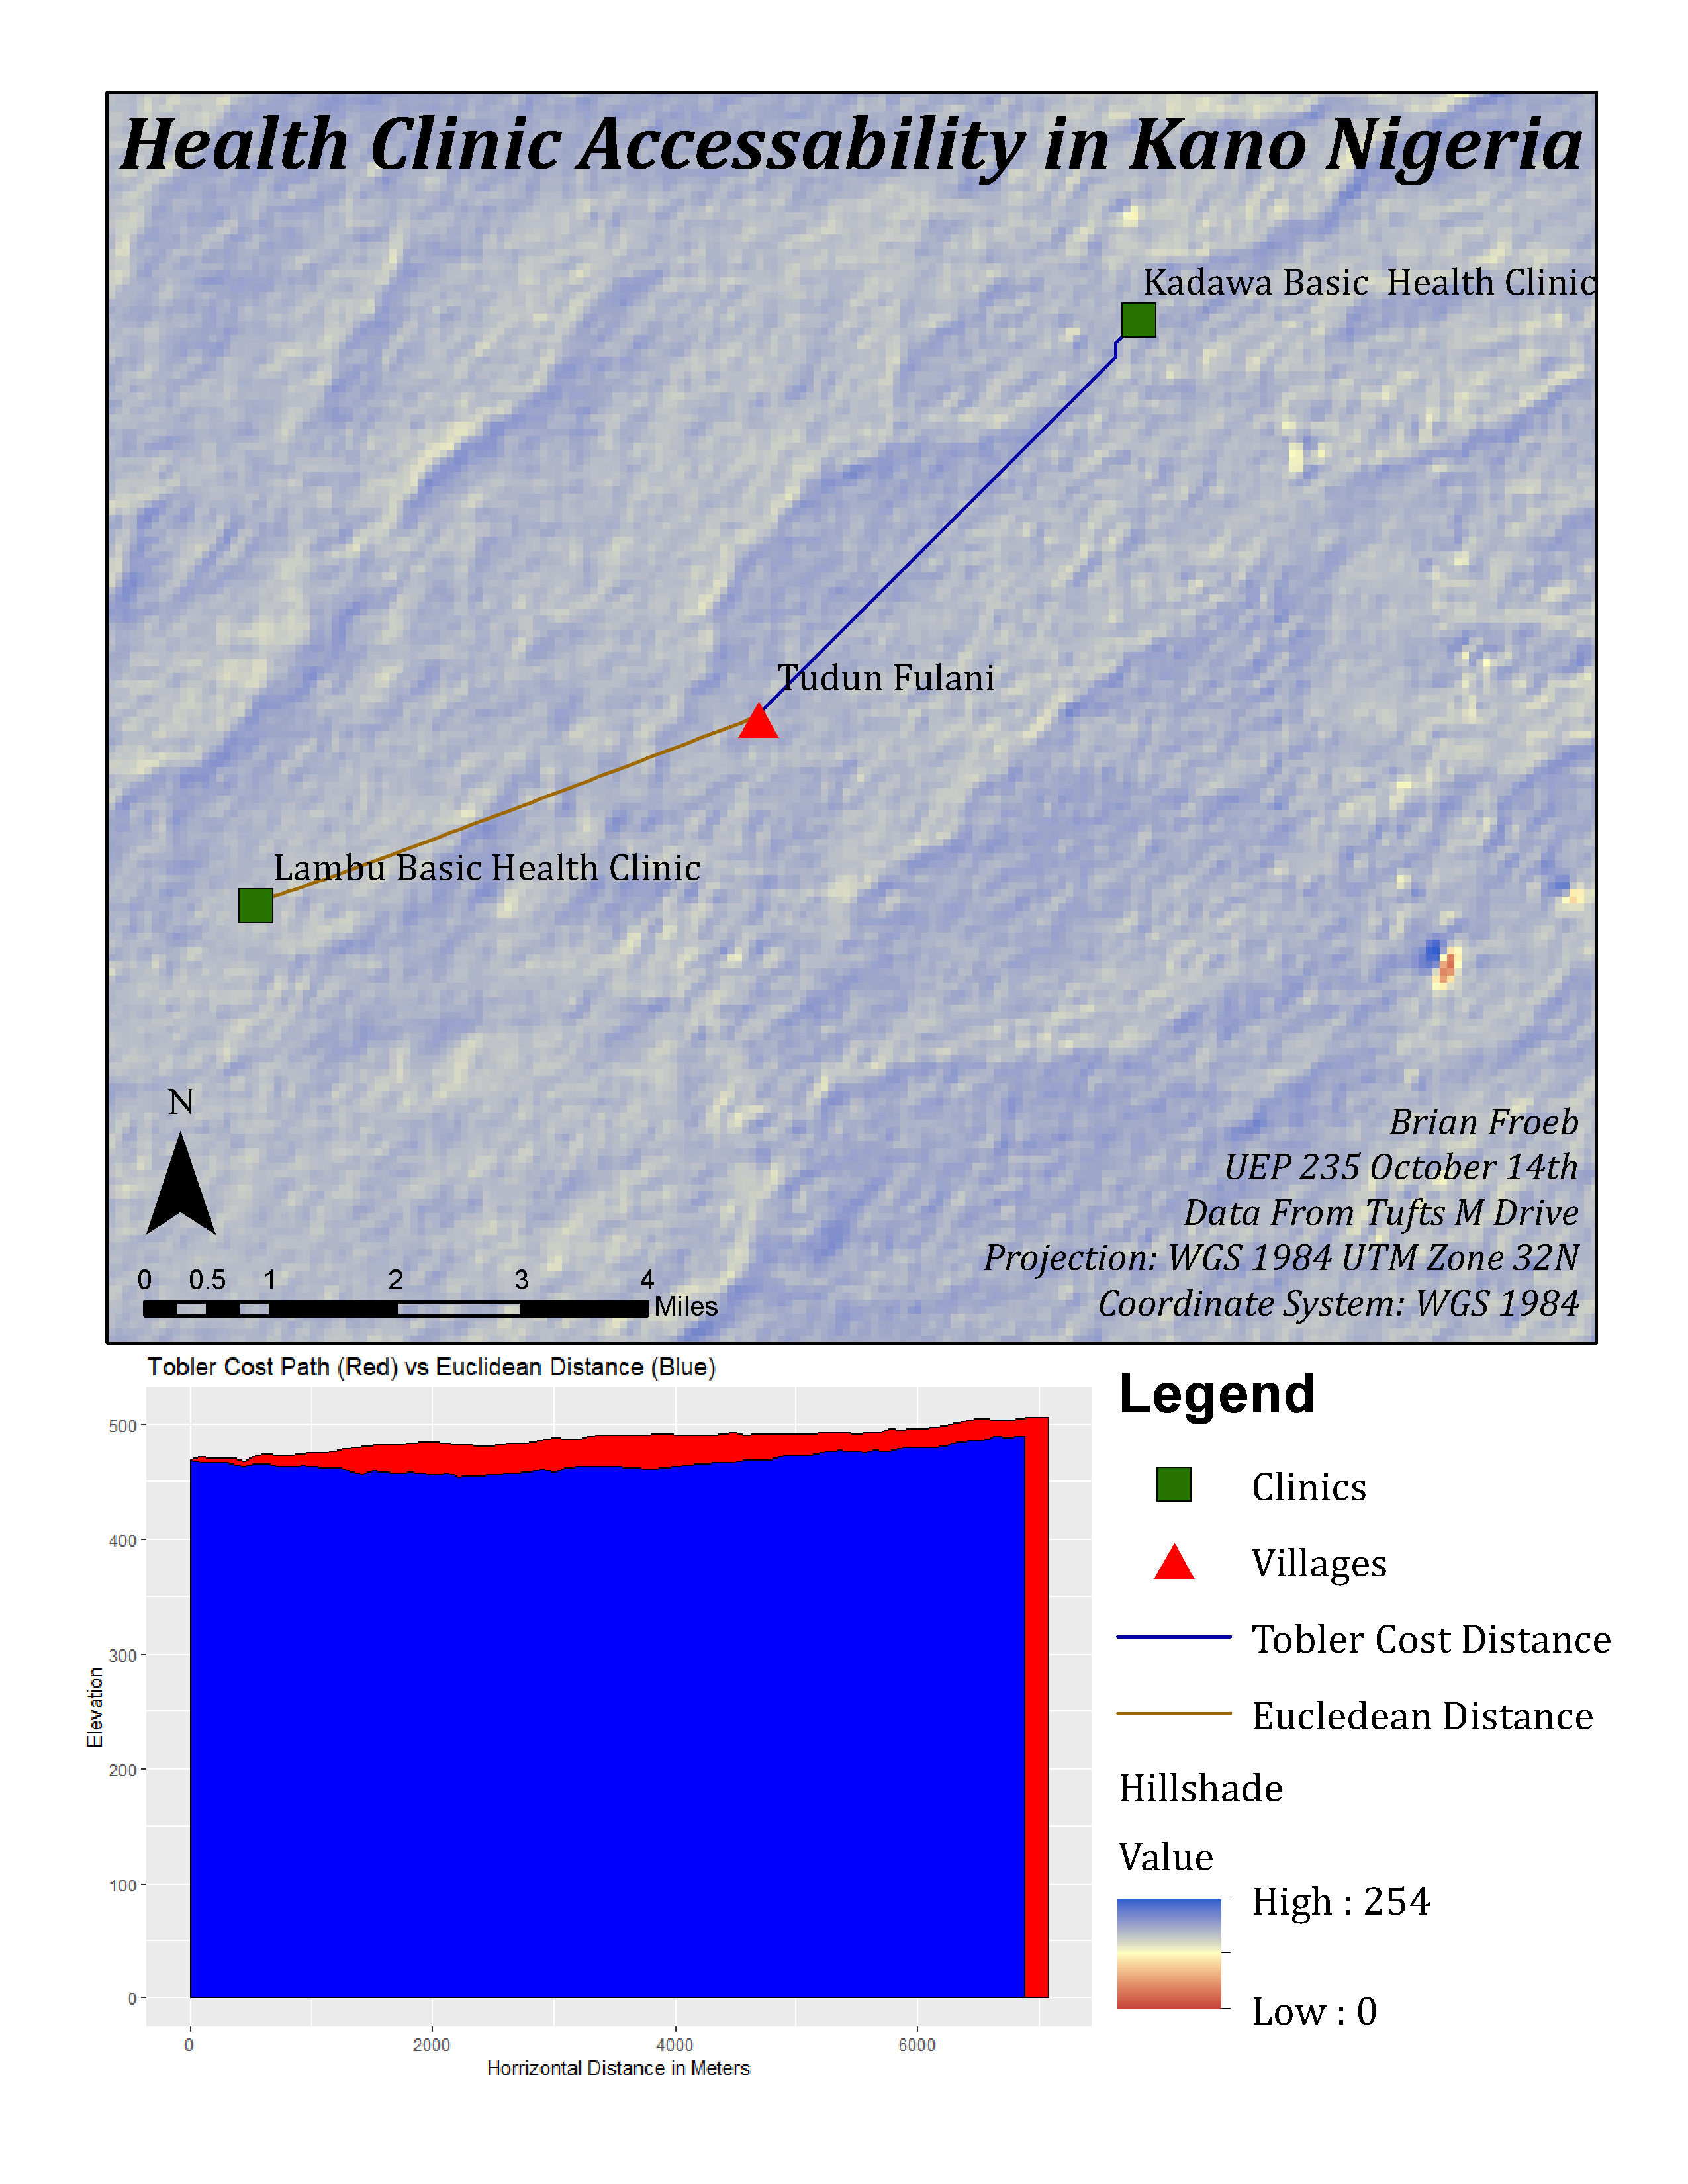 Health Clinic Accessability in Kano Nigeria
Kadawa Basic  Health Clinic
Tudun Fulani
Lambu Basic Health Clinic
N
0 0.5 1 2 3 4
Miles
Brian Froeb
UEP 235 October 14th
Data From Tufts M Drive
Projection: WGS 1984 UTM Zone 32N
Coordinate System: WGS 1984
Tobler Cost Path (Red) vs Euclidean Distance (Blue)
500
400
300
200
100
0
Elevation
0 2000 4000 6000
Horrizontal Distance in Meters
Legend
Clinics
Villages
Tobler Cost Distance
Eucledean Distance
Hillshade
Value
High : 254
Low : 0